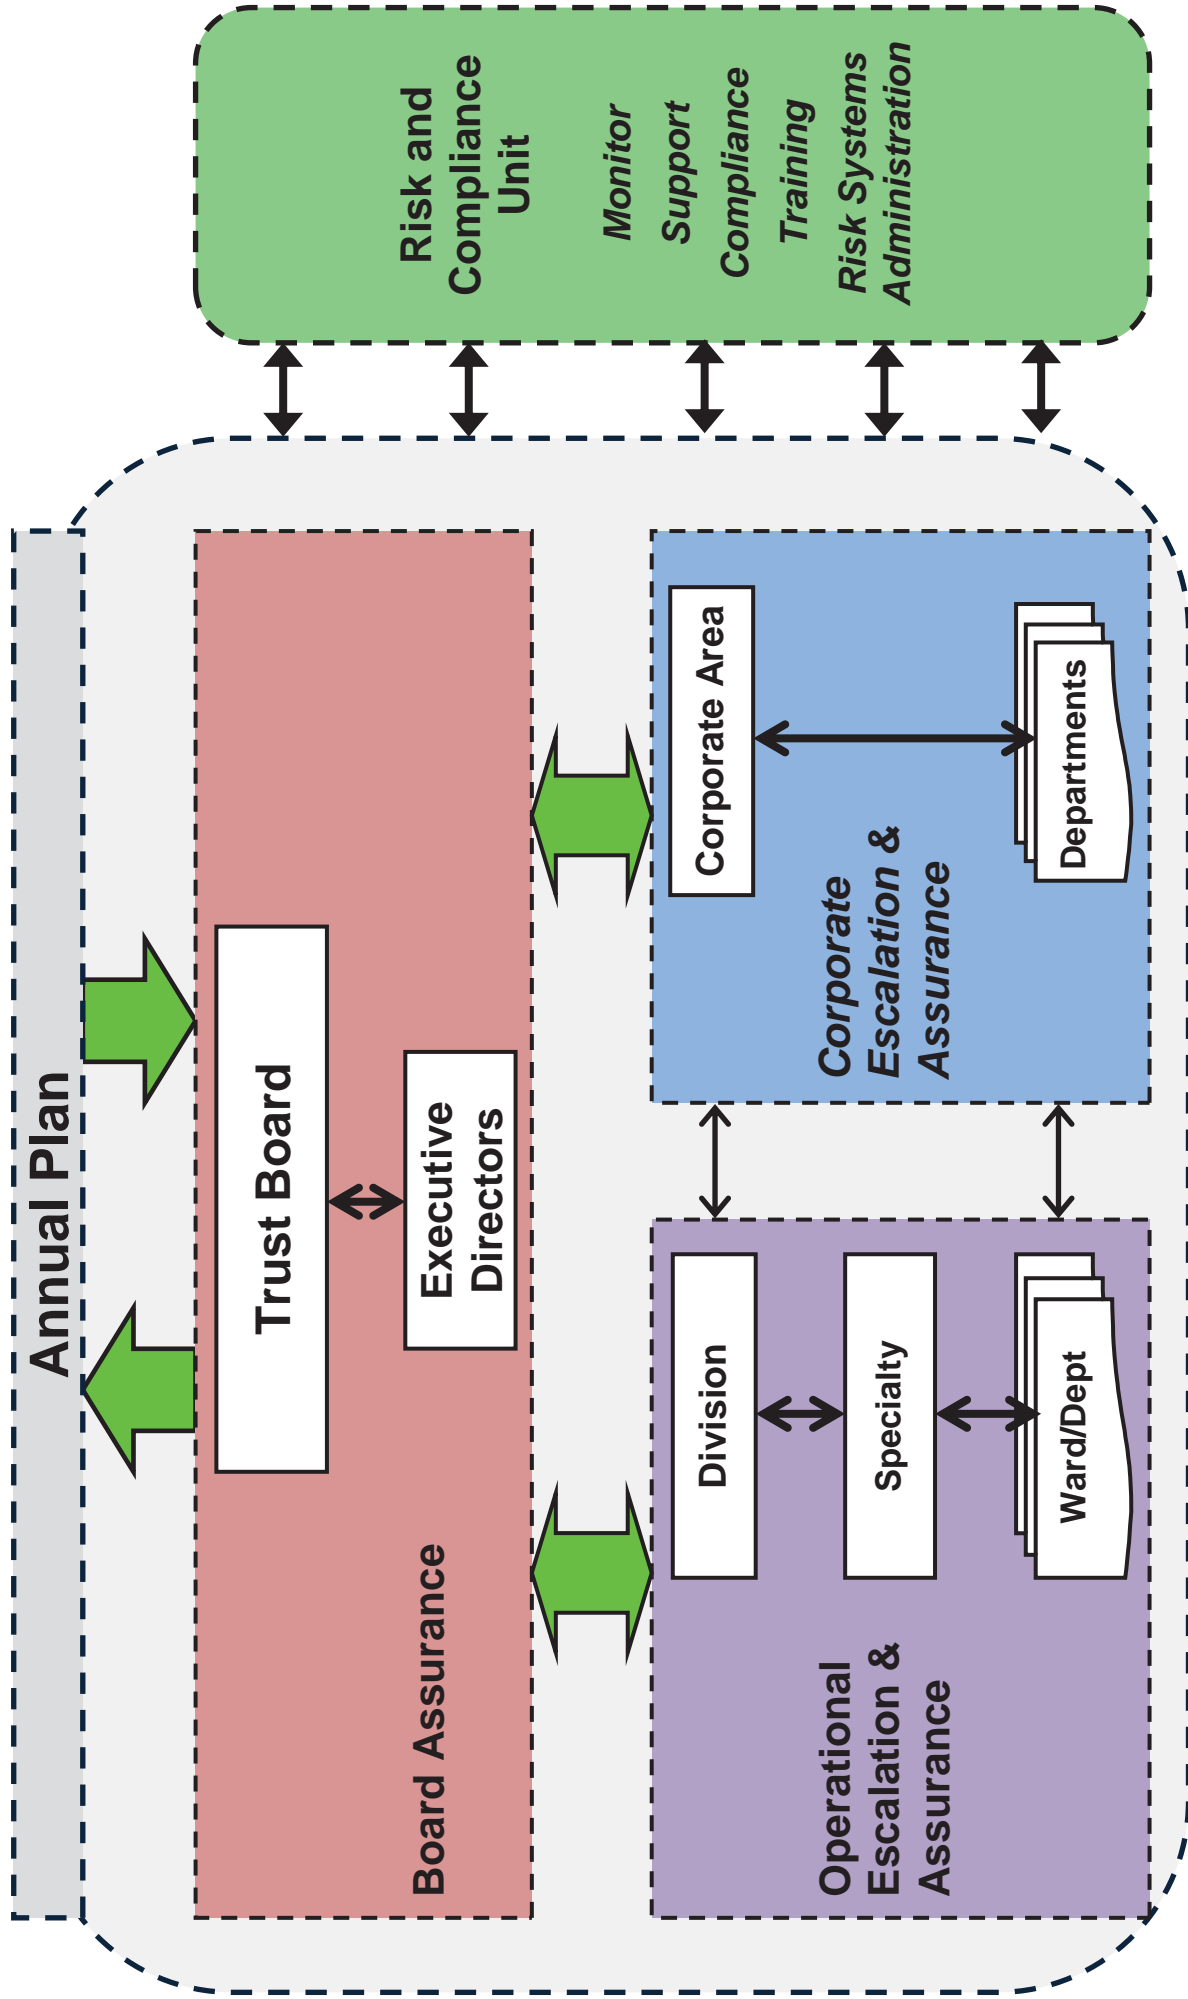 Annual Plan
Trust Board
Executive
Directors
Board Assurance
Division
Specialty
Ward/Dept
Operational
Escalation &
Assurance
Corporate Area
Departments
Corporate
Escalation &
Assurance
Risk and
Compliance
Unit
Monitor
Support
Compliance
Training
Risk Systems
Administration